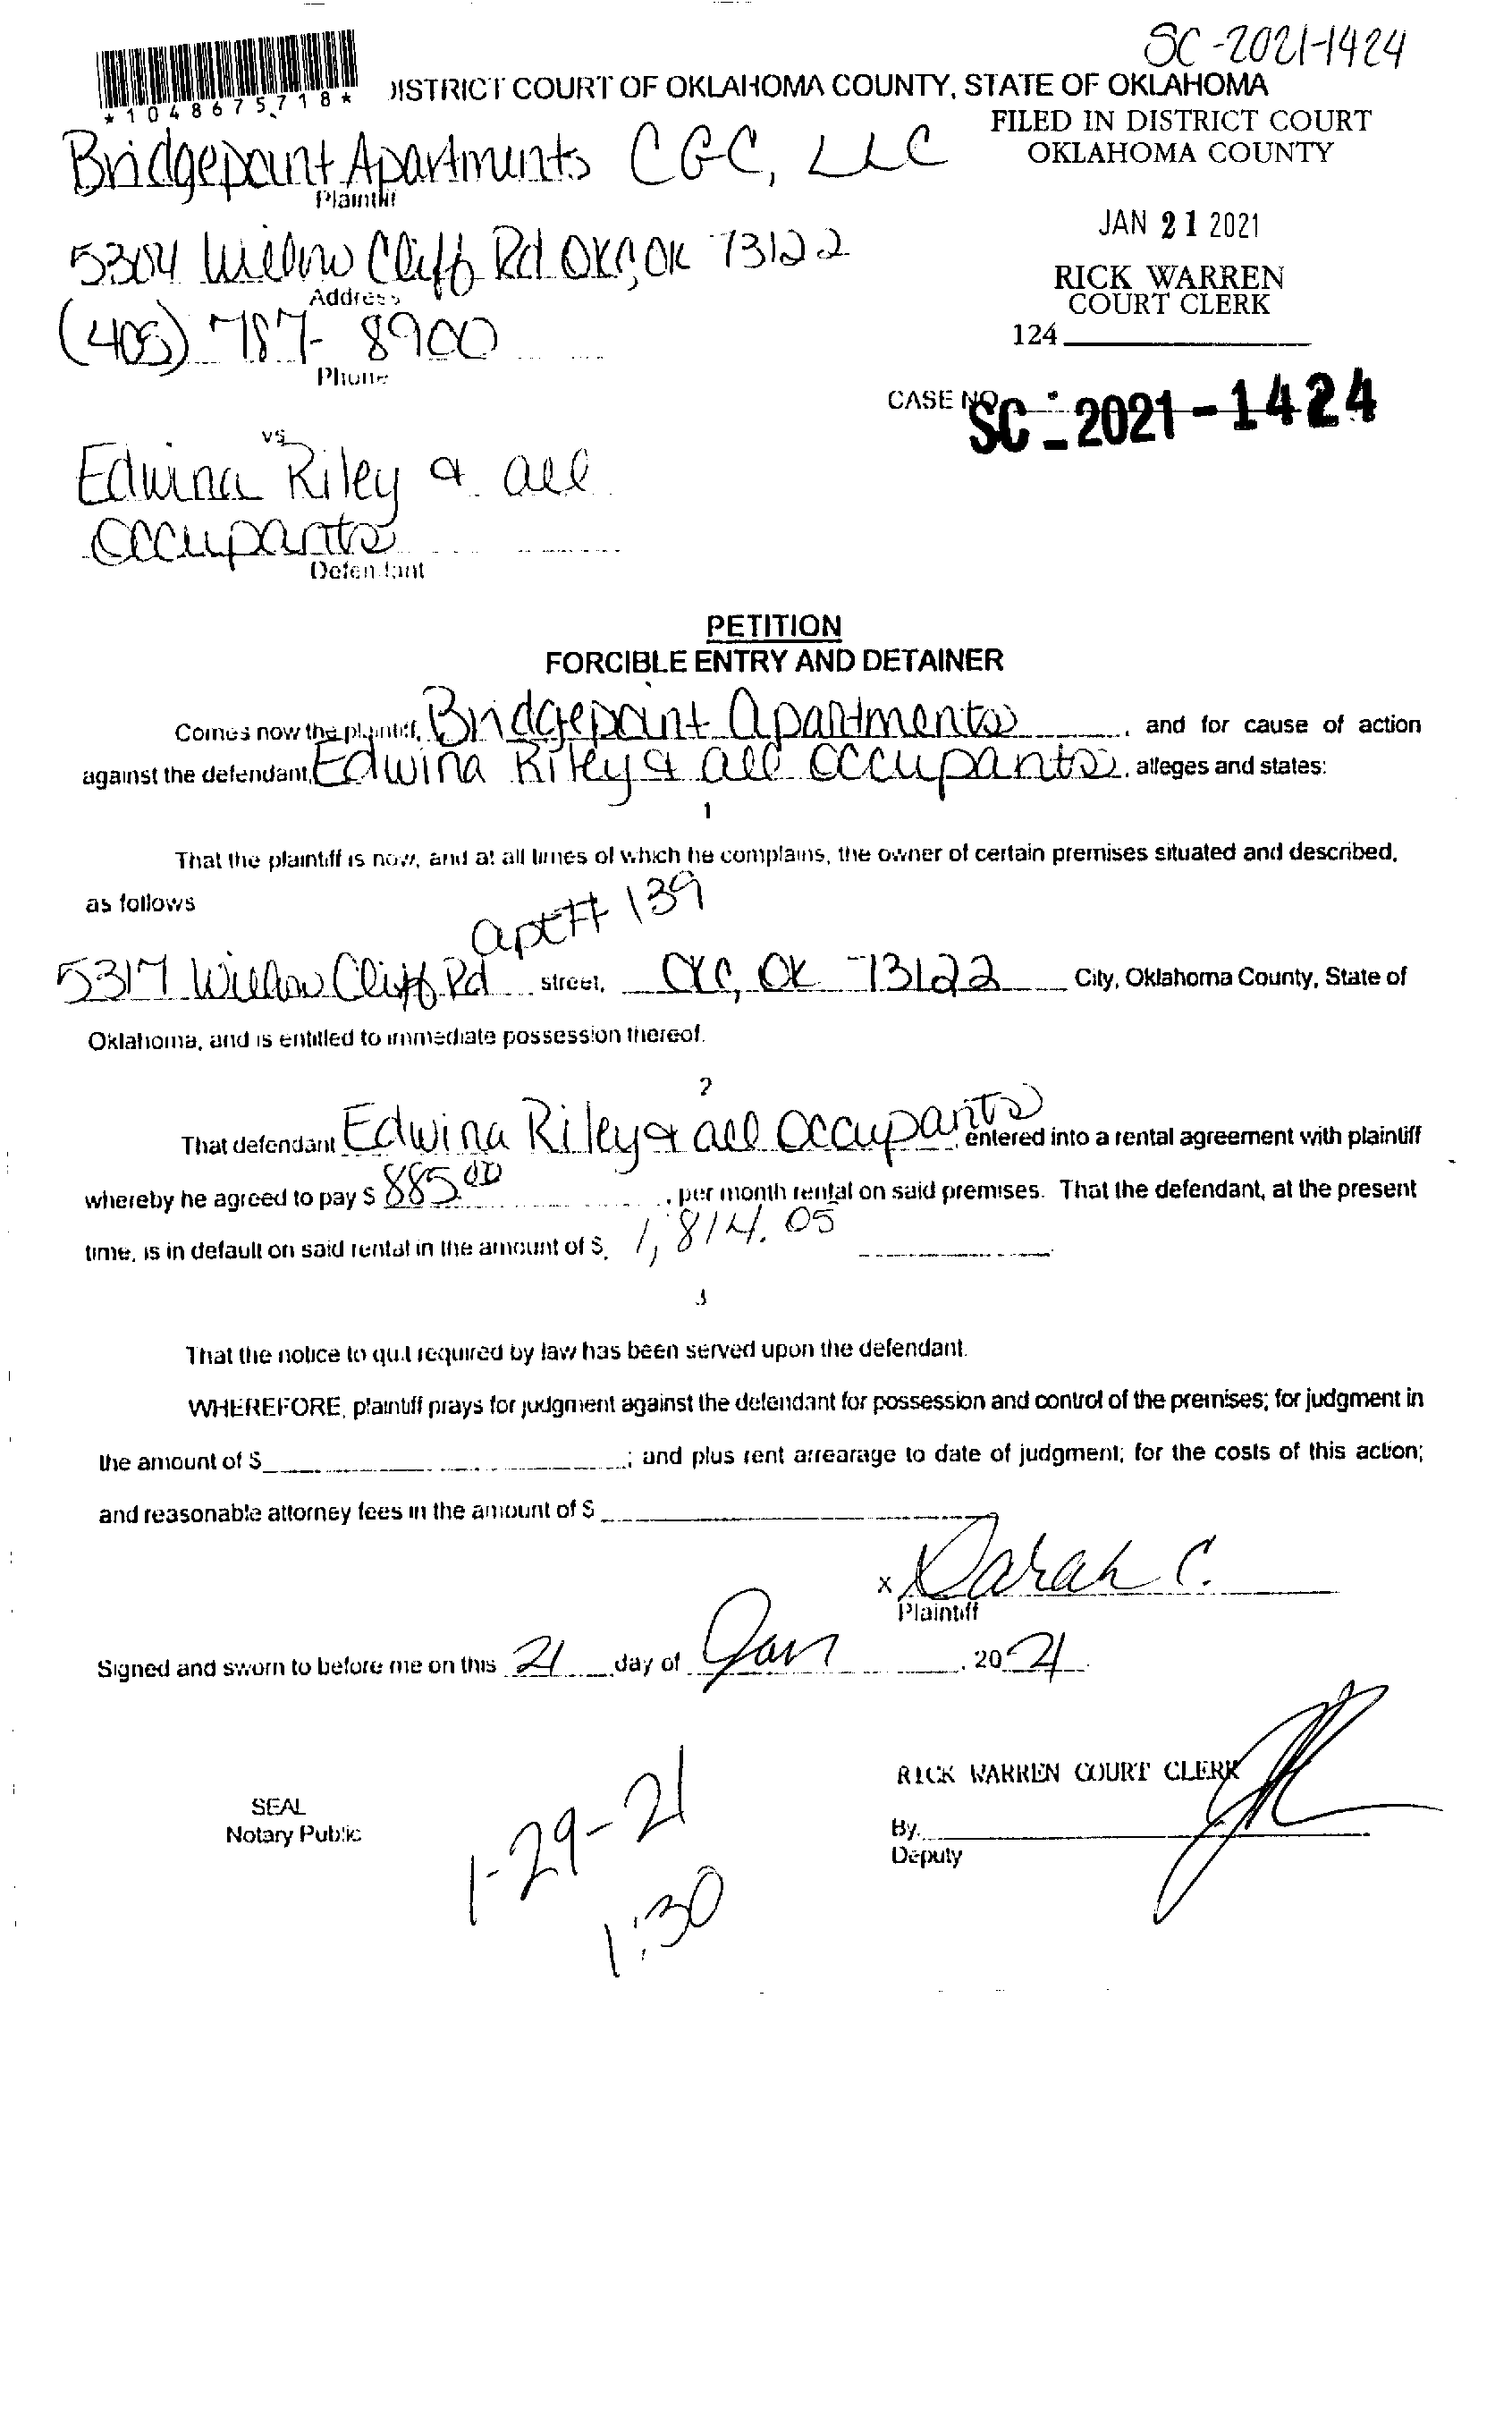 SC-2021-1424
*1048675718*
DISTRICT COURT OF OKLAHOMA COUNTY, STATE OF OKLAHOMA
FILED IN DISTRICT COURT
OKLAHOMA COUNTY
Bridgepoint Apartments CGC, LLC
Plaintiff
JAN 21 2021
5304 Willow Cliff Rd OKC, OK 73122
Address
RICK WARREN
COURT CLERK
(405) 787-8900
124
Phone
CASE NO. SC-2021-1424
vs
Edwina Riley & all
occupants
Defendant
PETITION
FORCIBLE ENTRY AND DETAINER
Comes now the plaintiff, Bridgepoint Apartments, and for cause of action
against the defendant, Edwina Riley & all occupants, alleges and states:
1
That the plaintiff is now, and at all times of which he complains, the owner of certain premises situated and described,
as follows
apt# 139
5317 Willow Cliff Rd street, OKC, OK 73122 City, Oklahoma County, State of
Oklahoma, and is entitled to immediate possession thereof.
2
That defendant Edwina Riley & all occupants, entered into a rental agreement with plaintiff
whereby he agreed to pay $ 885.00, per month rental on said premises. That the defendant, at the present
time, is in default on said rental in the amount of $. 1,814.05
3
That the notice to quit required by law has been served upon the defendant.
WHEREFORE, plaintiff prays for judgment against the defendant for possession and control of the premises; for judgment in
the amount of $ ; and plus rent arrearage to date of judgment; for the costs of this action;
and reasonable attorney fees in the amount of $
x Sarah C.
Plaintiff
Signed and sworn to before me on this 21 day of Jan, 2021.
RICK WARREN COURT CLERK
SEAL
Notary Public
By
Deputy
1-29-21
1:30